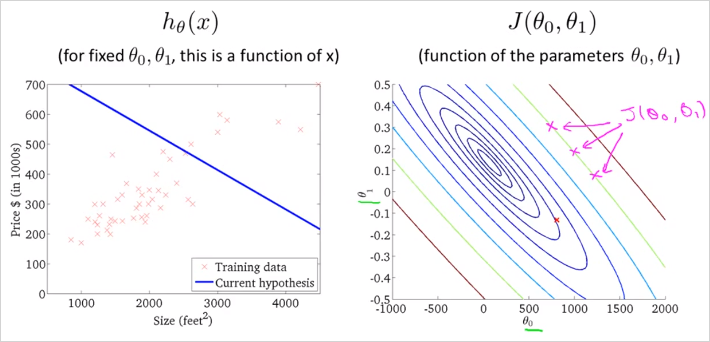 hθ(x)
(for fixed θ0, θ1, this is a function of x)
700
600
500
400
300
200
100
0
Price $ (in 1000s)
1000
2000
3000
4000
Size (feet2)
Training data
Current hypothesis
J(θ0, θ1)
(function of the parameters θ0, θ1)
0.5
0.4
0.3
0.2
0.1
0
-0.1
-0.2
-0.3
-0.4
-0.5
θ1
-1000
-500
0
500
1000
1500
2000
θ0
J(θ0, θ1)